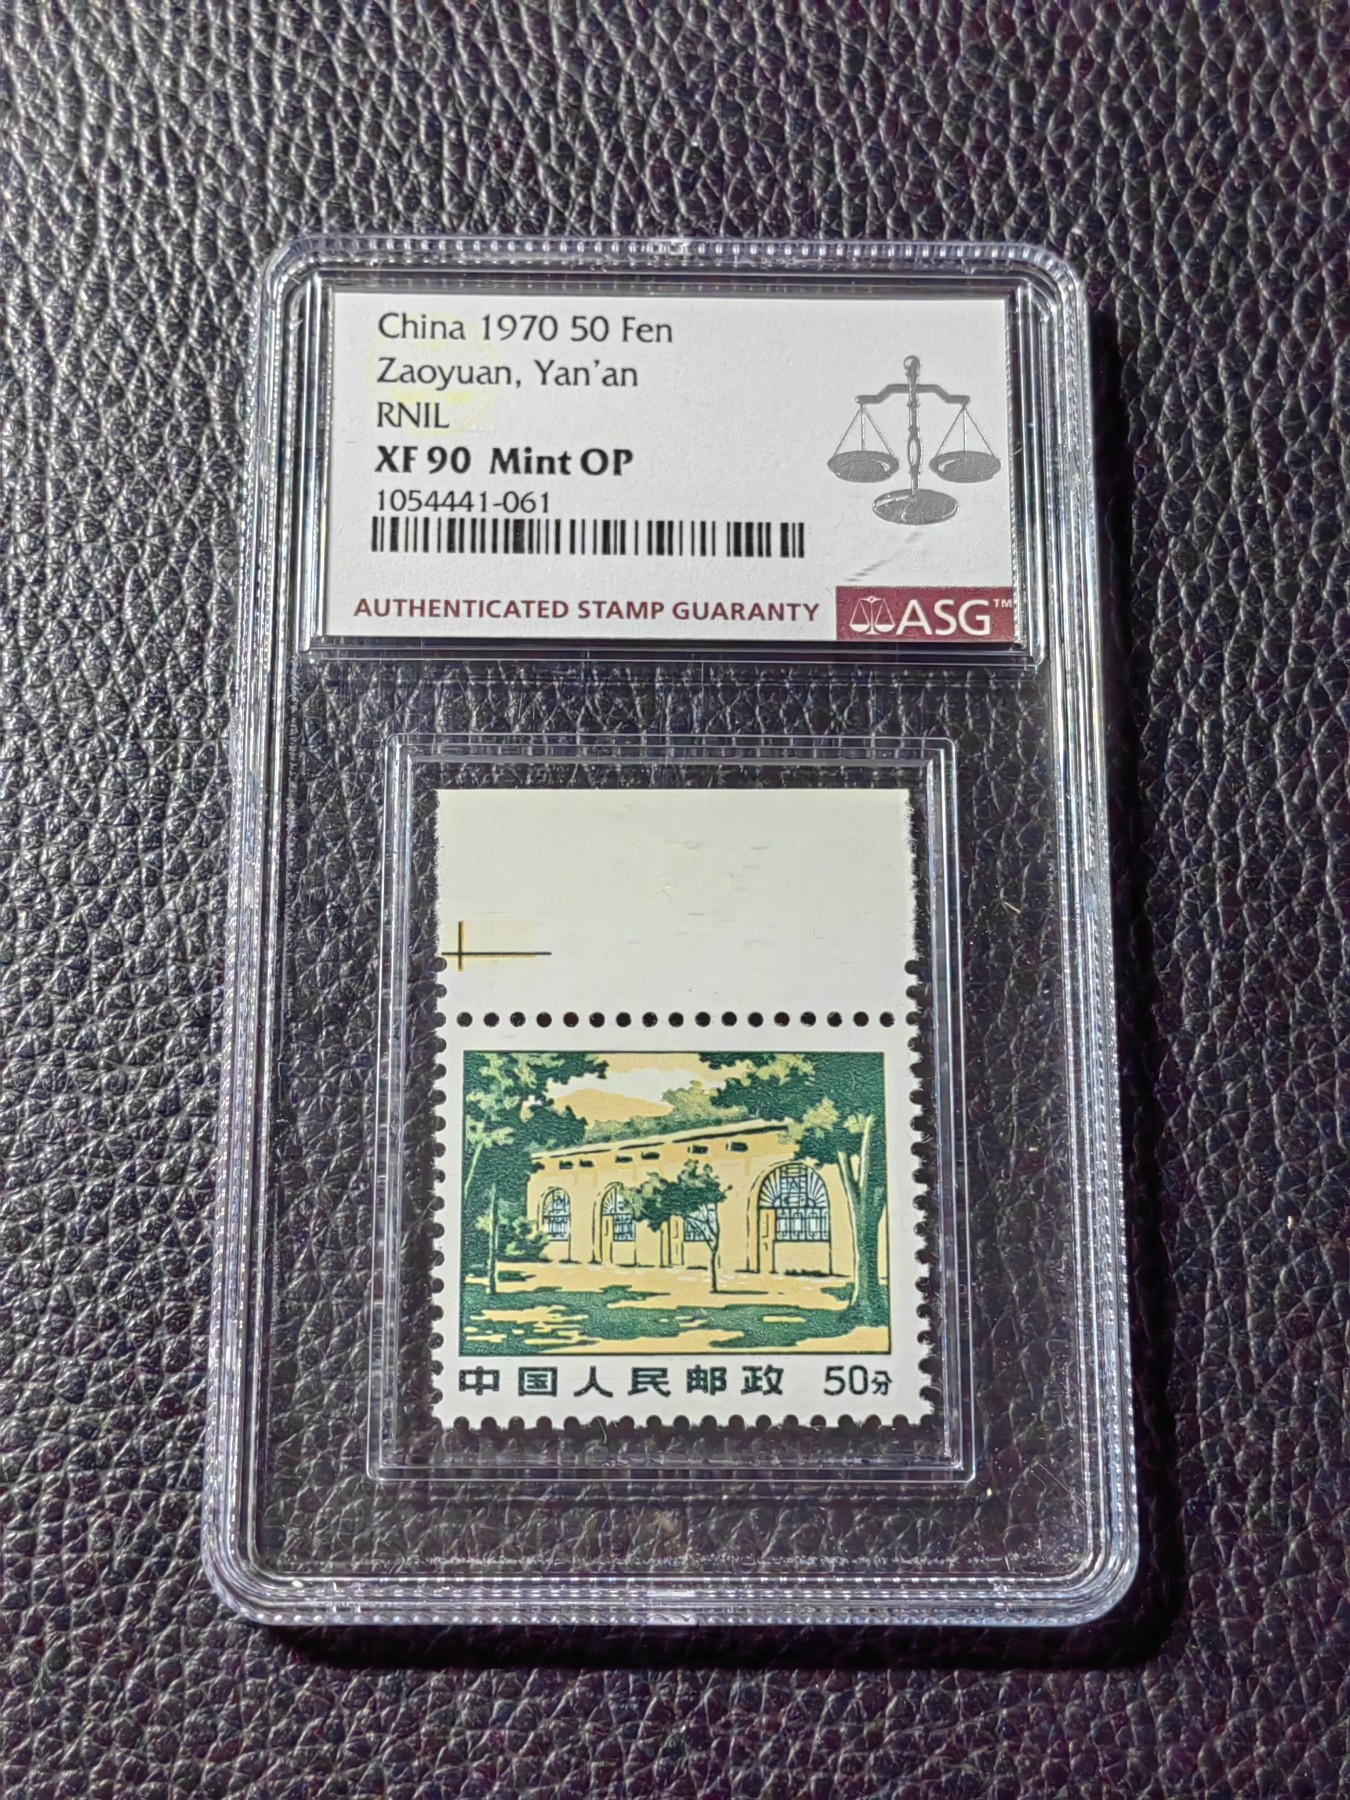 China 1970 50 Fen
Zaoyuan, Yan'an
RNIL
XF 90 Mint OP
1054441-061
AUTHENTICATED STAMP GUARANTY
ASG™
中国人民邮政 50分